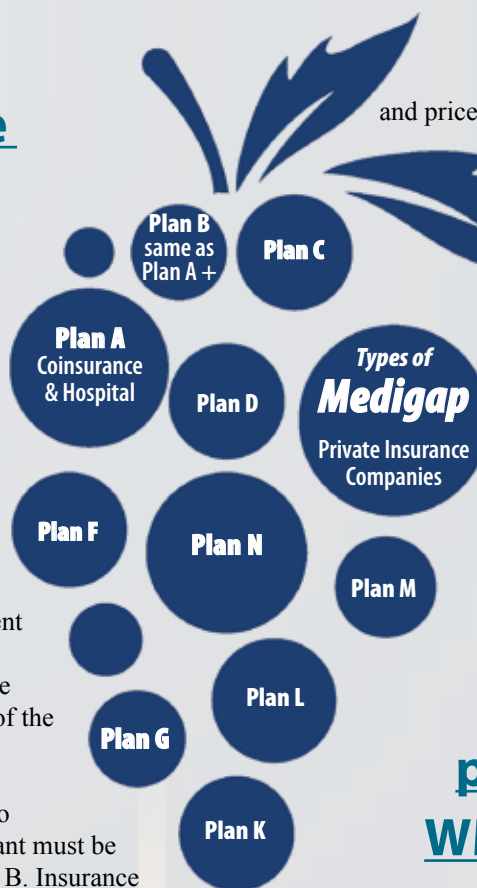 e
and price
Plan B
same as
Plan A +
Plan C
Plan A
Coinsurance
& Hospital
Plan D
Types of
Medigap
Private Insurance
Companies
Plan F
Plan N
Plan M
ent
e
of the
Plan L
Plan G
p
o
ant must be
Plan K
B. Insurance